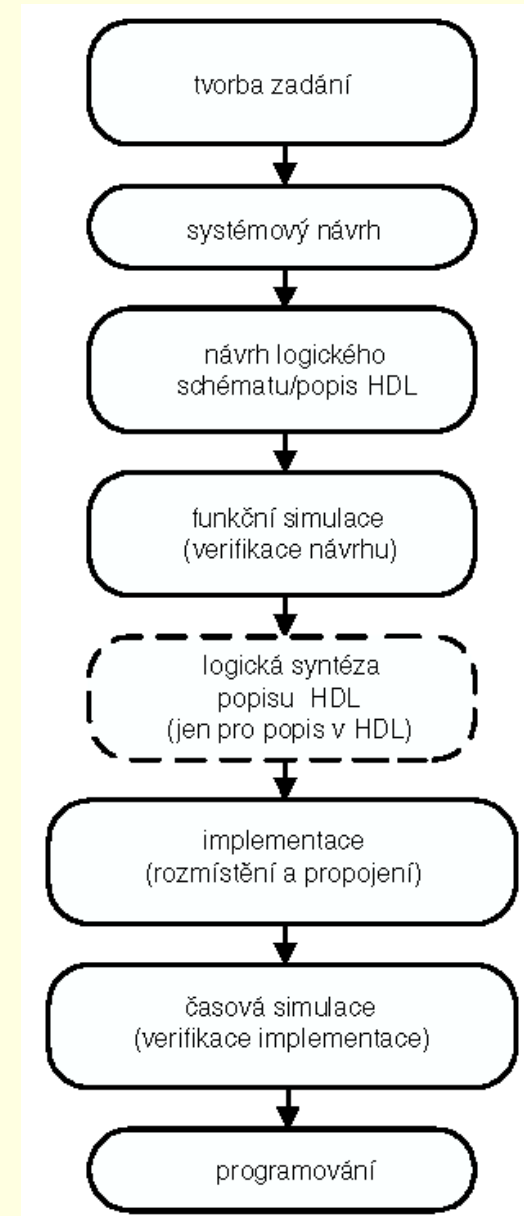 tvorba zadání
systémový návrh
návrh logického
schématu/popis HDL
funkční simulace
(verifikace návrhu)
logická syntéza
popisu HDL
(jen pro popis v HDL)
implementace
(rozmístění a propojení)
časová simulace
(verifikace implementace)
programování